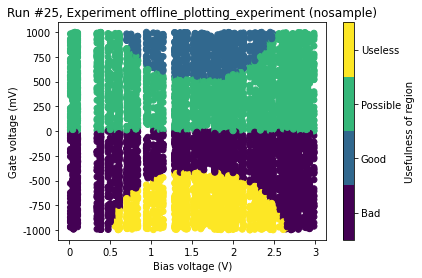 Run #25, Experiment offline_plotting_experiment (nosample)
1000
750
500
250
0
-250
-500
-750
-1000
Gate voltage (mV)
0
0.5
1
1.5
2
2.5
3
Bias voltage (V)
Useless
Possible
Good
Bad
Usefulness of region